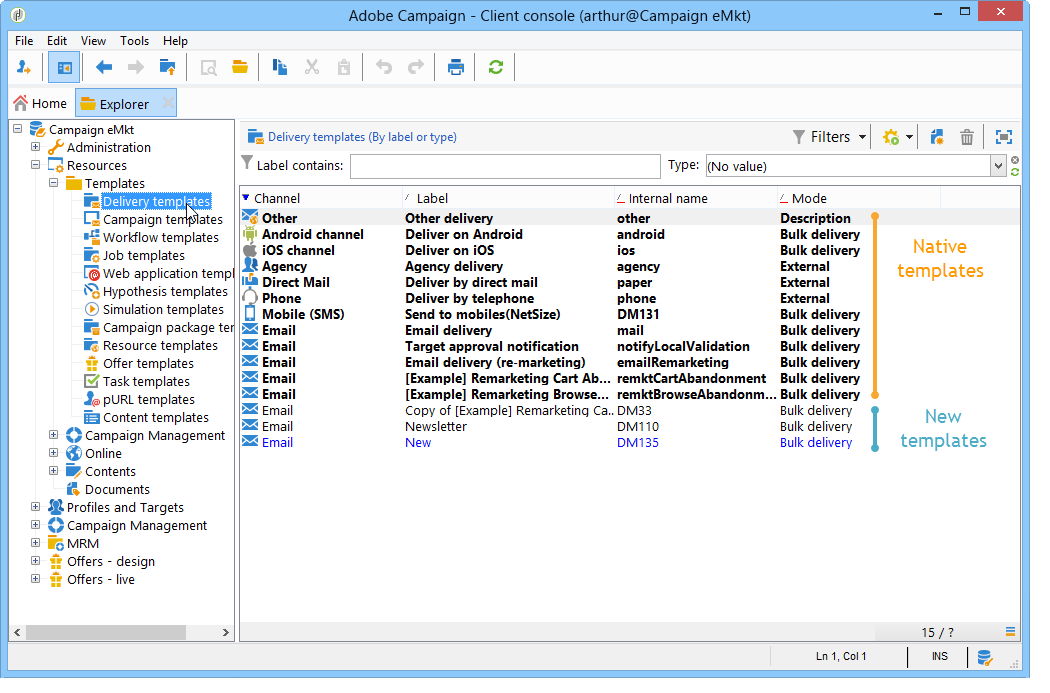 Adobe Campaign - Client console (arthur@Campaign eMkt)
File Edit View Tools Help
Home Explorer
Campaign eMkt
Administration
Resources
Templates
Delivery templates
Campaign templates
Workflow templates
Job templates
Web application templ
Hypothesis templates
Simulation templates
Campaign package ter
Resource templates
Offer templates
Task templates
pURL templates
Content templates
Campaign Management
Online
Contents
Documents
Profiles and Targets
Campaign Management
MRM
Offers - design
Offers - live
Delivery templates (By label or type) Filters
Label contains: Type: (No value)
Channel Label Internal name Mode
Other Other delivery other Description
Android channel Deliver on Android android Bulk delivery
iOS channel Deliver on iOS ios Bulk delivery
Agency Agency delivery agency External
Direct Mail Deliver by direct mail paper External
Phone Deliver by telephone phone External
Mobile (SMS) Send to mobiles(NetSize) DM131 Bulk delivery
Email Email delivery mail Bulk delivery
Email Target approval notification notifyLocalValidation Bulk delivery
Email Email delivery (re-marketing) emailRemarketing Bulk delivery
Email [Example] Remarketing Cart Ab... remktCartAbandonment Bulk delivery
Email [Example] Remarketing Browse... remktBrowseAbandonm... Bulk delivery
Email Copy of [Example] Remarketing Ca... DM33 Bulk delivery
Email Newsletter DM110 Bulk delivery
Email New DM135 Bulk delivery
Native
templates
New
templates
15 / ?
Ln 1, Col 1 INS